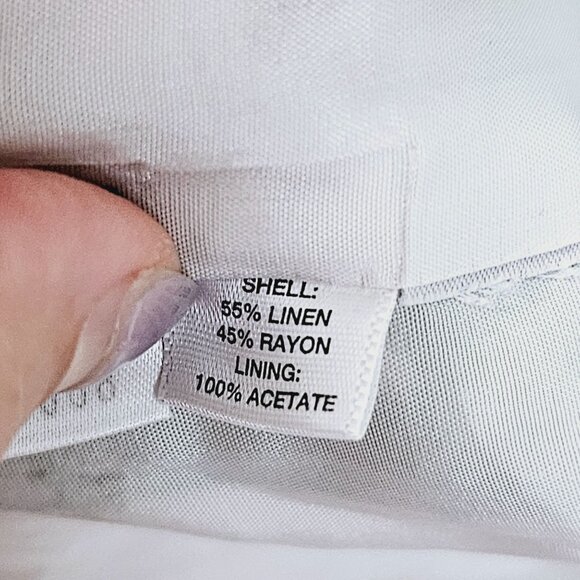 SHELL:
55% LINEN
45% RAYON
LINING:
100% ACETATE